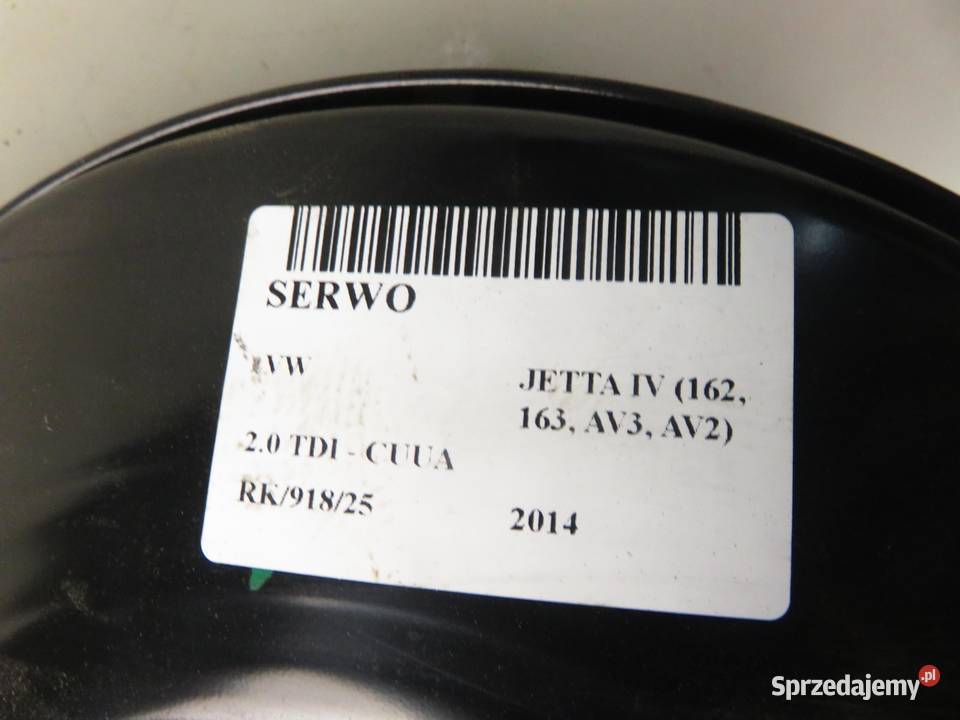 SERWO
VW
JETTA IV (162,
163, AV3, AV2)
2.0 TDI - CUUA
RK/918/25
2014
Sprzedajemy.pl